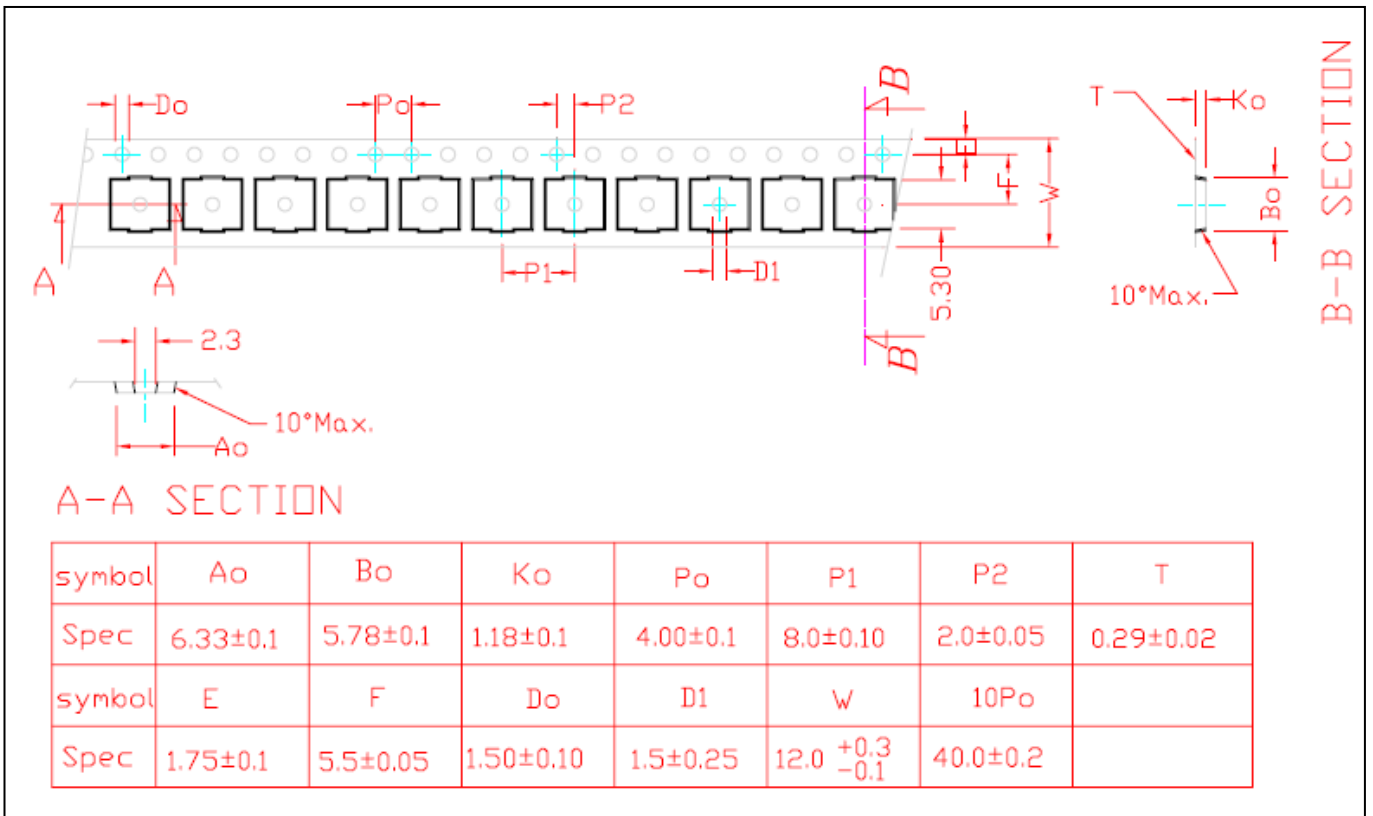 Do
Po
P2
B
T
Ko
E
F
W
Bo
A
A
P1
D1
5.30
10°Max.
B
B-B SECTION
2.3
10°Max.
Ao
A-A SECTION
symbol Ao Bo Ko Po P1 P2 T
Spec 6.33±0.1 5.78±0.1 1.18±0.1 4.00±0.1 8.0±0.10 2.0±0.05 0.29±0.02
symbol E F Do D1 W 10Po
Spec 1.75±0.1 5.5±0.05 1.50±0.10 1.5±0.25 12.0 +0.3 -0.1 40.0±0.2